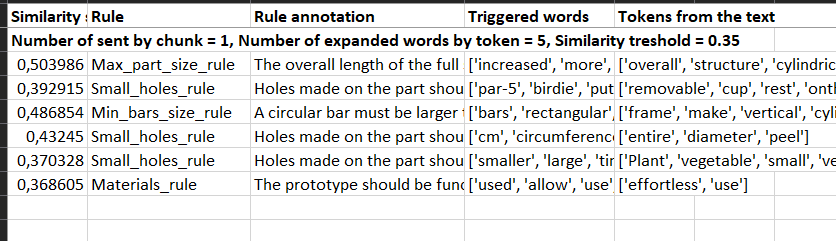 Similarity Rule Rule annotation Triggered words Tokens from the text
Number of sent by chunk = 1, Number of expanded words by token = 5, Similarity treshold = 0.35
0,503986 Max_part_size_rule The overall length of the full ['increased', 'more', ['overall', 'structure', 'cylindric
0,392915 Small_holes_rule Holes made on the part shou ['par-5', 'birdie', 'put ['removable', 'cup', 'rest', 'onth
0,486854 Min_bars_size_rule A circular bar must be larger ['bars', 'rectangular', ['frame', 'make', 'vertical', 'cyli
0,43245 Small_holes_rule Holes made on the part shou ['cm', 'circumference ['entire', 'diameter', 'peel']
0,370328 Small_holes_rule Holes made on the part shou ['smaller', 'large', 'tin ['Plant', 'vegetable', 'small', 've
0,368605 Materials_rule The prototype should be fund ['used', 'allow', 'use' ['effortless', 'use']